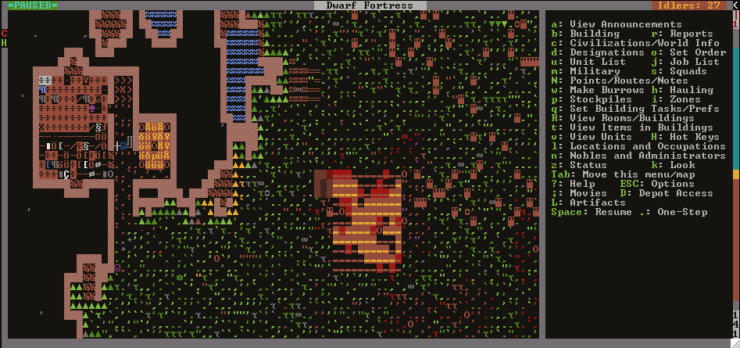 *PAUSED*
Dwarf Fortress
Idlers: 27
C
H
a: View Announcements
b: Building r: Reports
c: Civilizations/World Info
d: Designations o: Set Order
u: Unit List j: Job List
m: Military s: Squads
N: Points/Routes/Notes
w: Make Burrows h: Hauling
p: Stockpiles i: Zones
q: Set Building Tasks/Prefs
R: View Rooms/Buildings
t: View Items in Buildings
v: View Units H: Hot Keys
l: Locations and Occupations
n: Nobles and Administrators
z: Status k: Look
Tab: Move this menu/map
?: Help ESC: Options
;: Movies D: Depot Access
L: Artifacts
Space: Resume .: One-Step
141